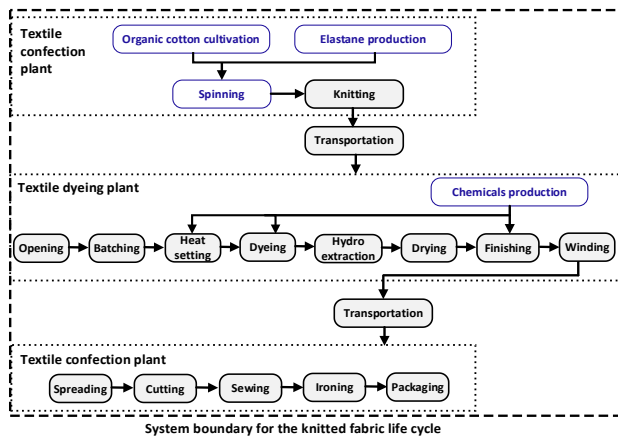 Textile
confection
plant
Organic cotton cultivation
Elastane production
Spinning
Knitting
Transportation
Textile dyeing plant
Chemicals production
Opening
Batching
Heat
setting
Dyeing
Hydro
extraction
Drying
Finishing
Winding
Transportation
Textile confection plant
Spreading
Cutting
Sewing
Ironing
Packaging
System boundary for the knitted fabric life cycle